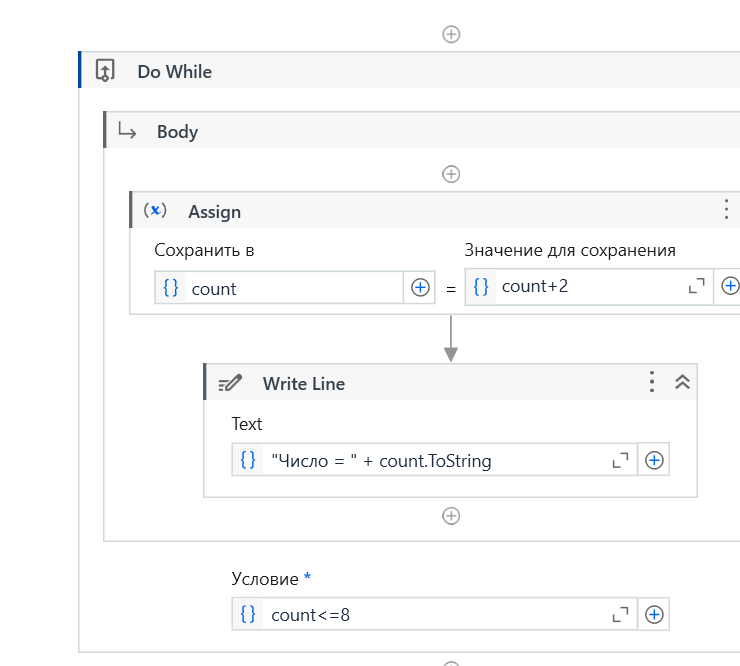 Do While
Body
Assign
Сохранить в
Значение для сохранения
count
=
count+2
Write Line
Text
"Число = " + count.ToString
Условие *
count<=8